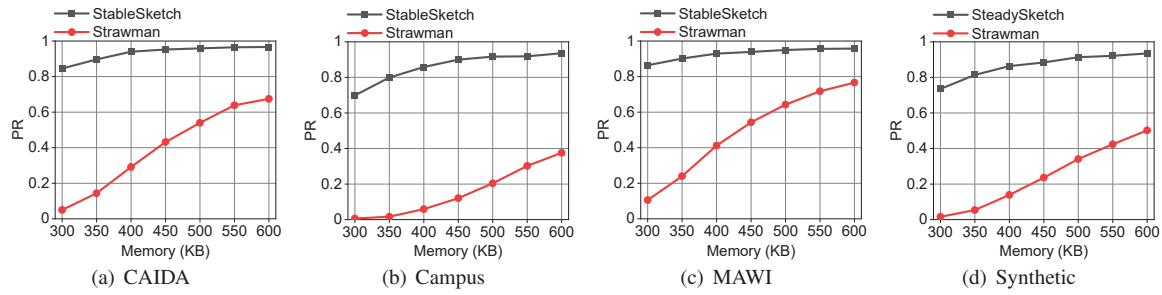 StableSketch
Strawman
1
0.8
0.6
0.4
0.2
0
PR
300 350 400 450 500 550 600
Memory (KB)
(a) CAIDA
StableSketch
Strawman
1
0.8
0.6
0.4
0.2
0
PR
300 350 400 450 500 550 600
Memory (KB)
(b) Campus
StableSketch
Strawman
1
0.8
0.6
0.4
0.2
0
PR
300 350 400 450 500 550 600
Memory (KB)
(c) MAWI
SteadySketch
Strawman
1
0.8
0.6
0.4
0.2
0
PR
300 350 400 450 500 550 600
Memory (KB)
(d) Synthetic